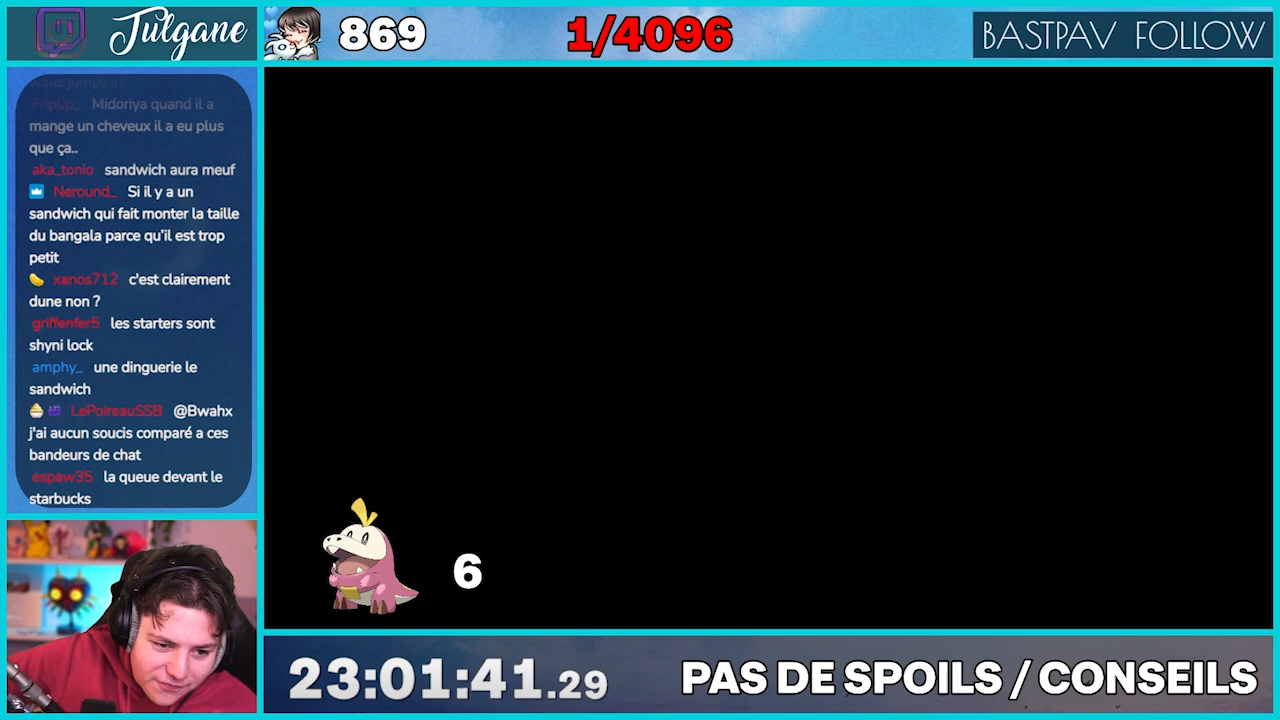 Julgane
869
1/4096
BASTPAV FOLLOW
walls jumps
Midoriya quand il a
mange un cheveux il a eu plus
que ça..
aka_tonio sandwich aura meuf
Neround_ Si il y a un
sandwich qui fait monter la taille
du bangala parce qu'il est trop
petit
xanos712 c'est clairement
dune non ?
griffenfer5 les starters sont
shyni lock
amphy_ une dinguerie le
sandwich
LePoireauSSB @Bwahx
j'ai aucun soucis comparé a ces
bandeurs de chat
espaw35 la queue devant le
starbucks
6
23:01:41.29
PAS DE SPOILS / CONSEILS